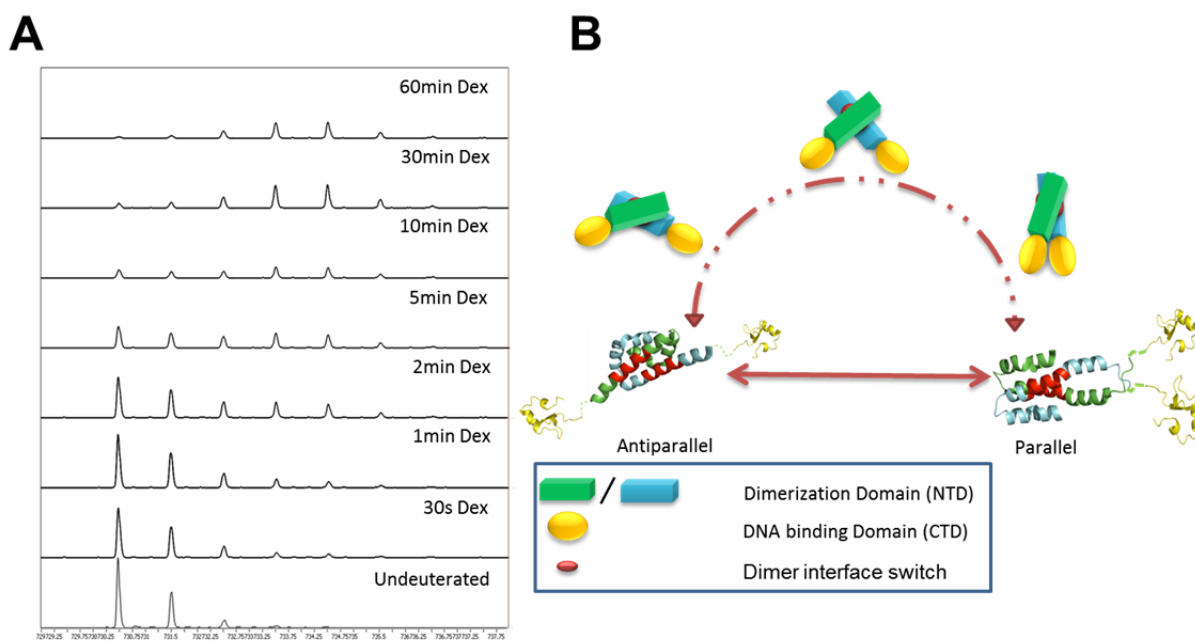 A
60min Dex
30min Dex
10min Dex
5min Dex
2min Dex
1min Dex
30s Dex
Undeuterated
B
Antiparallel
Parallel
/
Dimerization Domain (NTD)
DNA binding Domain (CTD)
Dimer interface switch